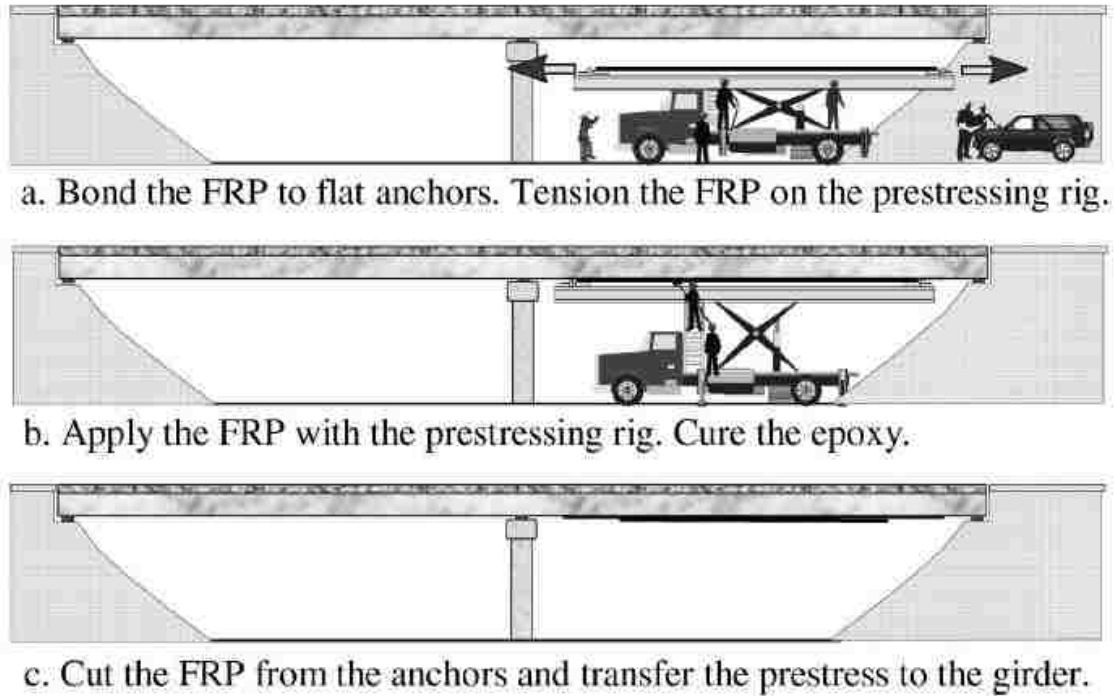 a. Bond the FRP to flat anchors. Tension the FRP on the prestressing rig.
b. Apply the FRP with the prestressing rig. Cure the epoxy.
c. Cut the FRP from the anchors and transfer the prestress to the girder.